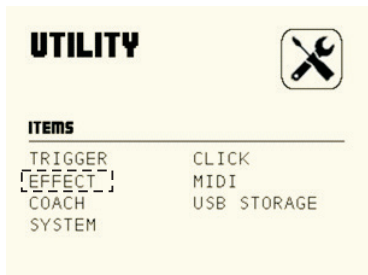 UTILITY
ITEMS
TRIGGER CLICK
EFFECT MIDI
COACH USB STORAGE
SYSTEM